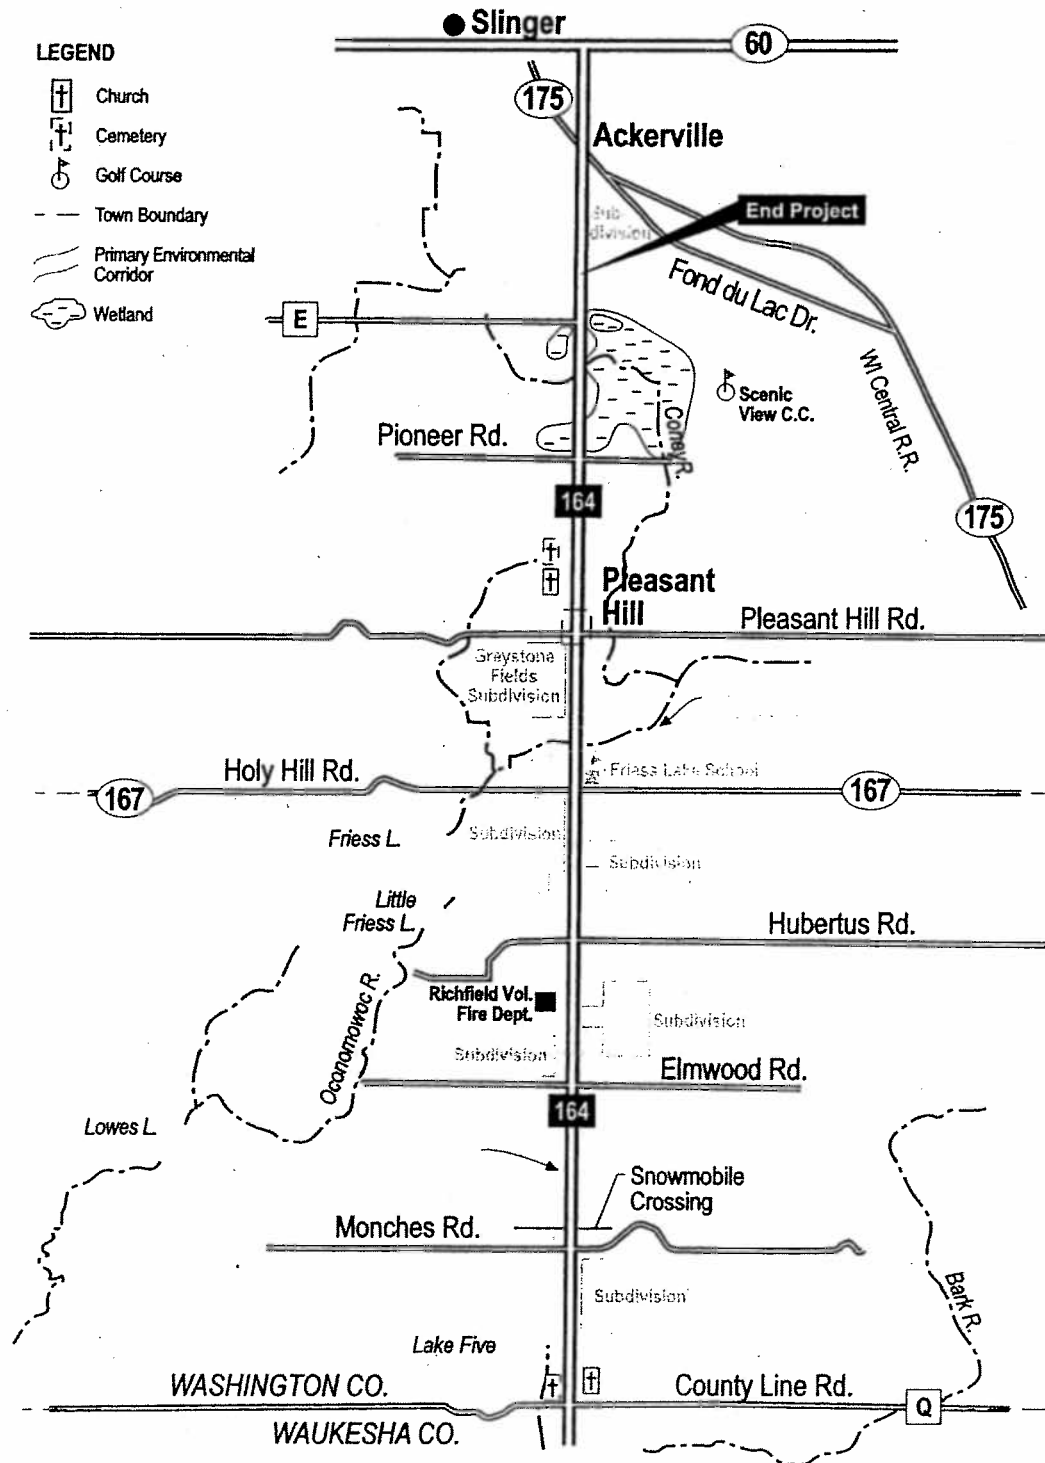 Slinger
60
LEGEND
Church
Cemetery
Golf Course
Town Boundary
Primary Environmental
Corridor
Wetland
175
Ackerville
End Project
Sub-
division
Fond du Lac Dr.
E
WI Central R.R.
Scenic
View C.C.
Coney R.
Pioneer Rd.
164
175
Pleasant
Hill
Pleasant Hill Rd.
Greystone
Fields
Subdivision
Holy Hill Rd.
Friess Lake School
167
167
Friess L.
Subdivision
Subdivision
Little
Friess L.
Hubertus Rd.
Oconomowoc R.
Richfield Vol.
Fire Dept.
Subdivision
Subdivision
Elmwood Rd.
164
Lowes L.
Snowmobile
Crossing
Monches Rd.
Subdivision
Bark R.
Lake Five
WASHINGTON CO.
County Line Rd.
Q
WAUKESHA CO.